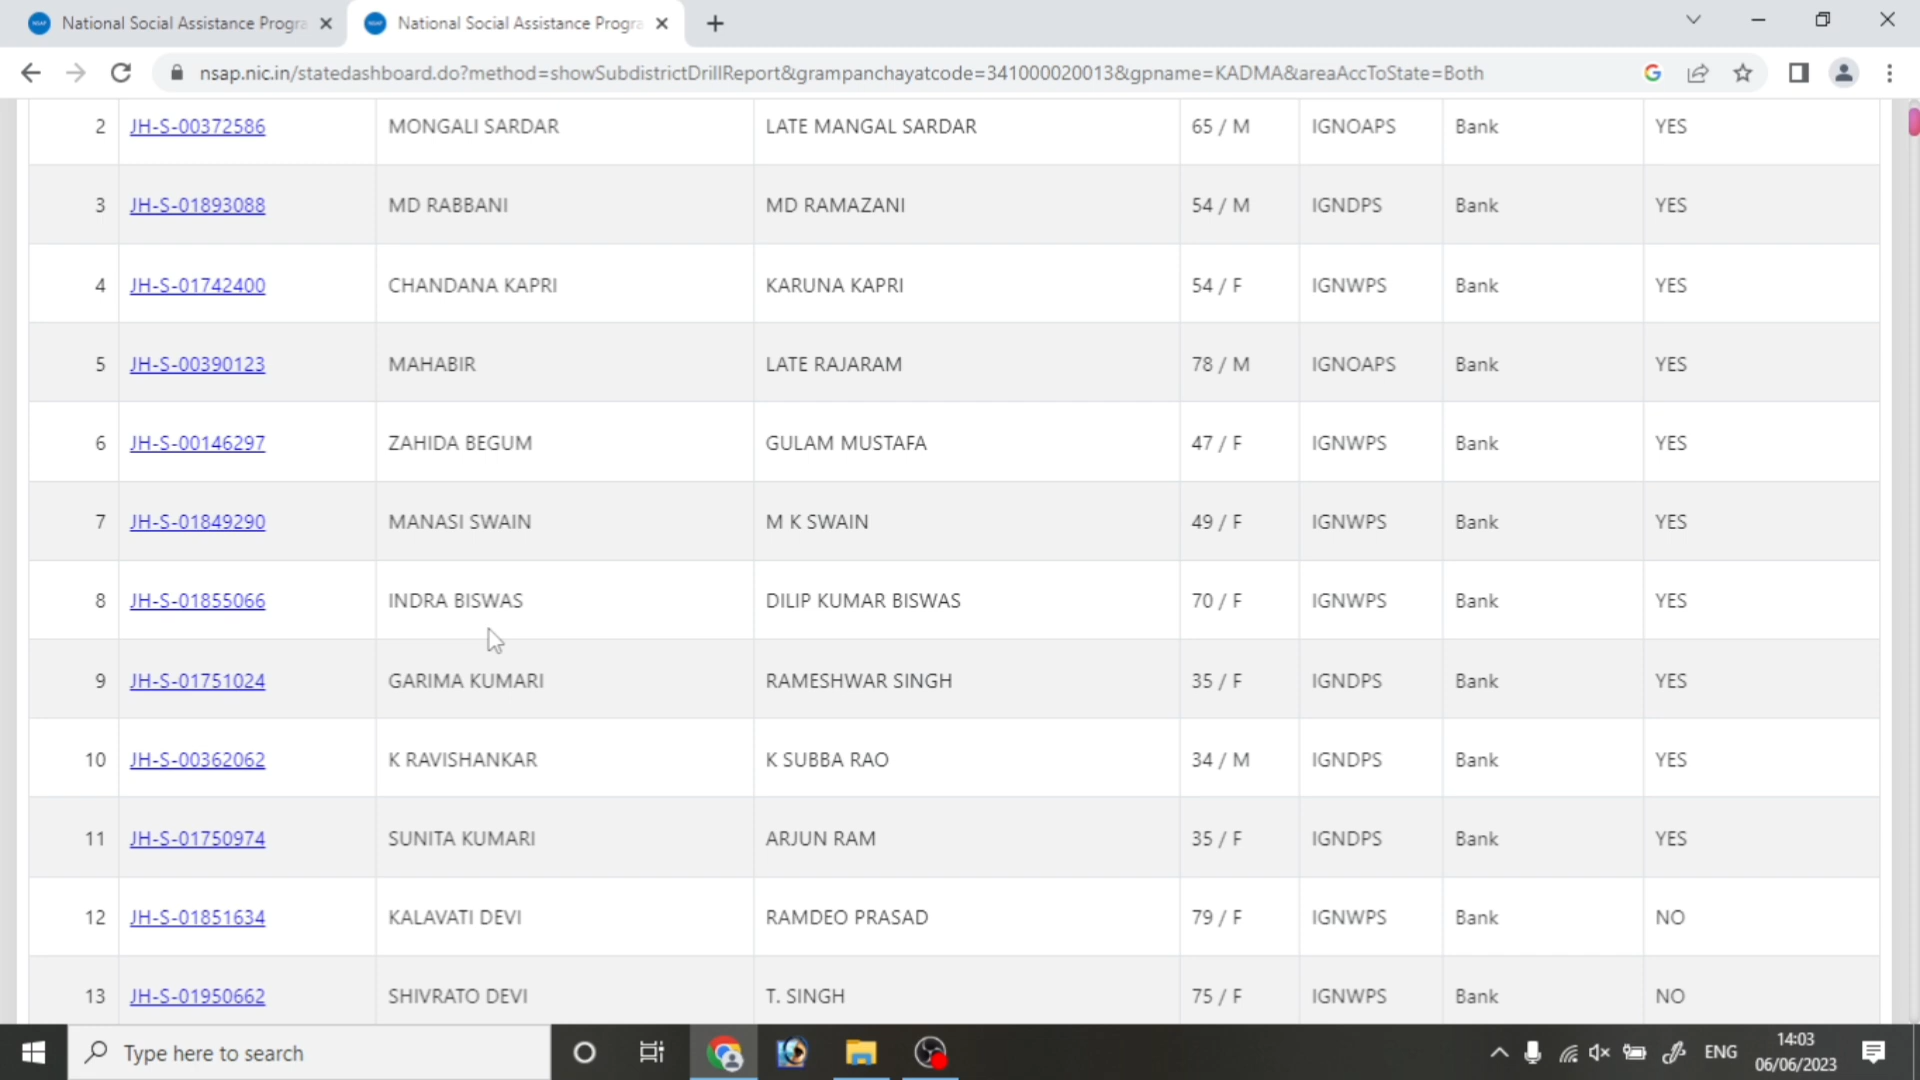 National Social Assistance Progra
National Social Assistance Progra
nsap.nic.in/statedashboard.do?method=showSubdistrictDrillReport&grampanchayatcode=341000020013&gpname=KADMA&areaAccToState=Both
2 JH-S-00372586 MONGALI SARDAR LATE MANGAL SARDAR 65 / M IGNOAPS Bank YES
3 JH-S-01893088 MD RABBANI MD RAMAZANI 54 / M IGNDPS Bank YES
4 JH-S-01742400 CHANDANA KAPRI KARUNA KAPRI 54 / F IGNWPS Bank YES
5 JH-S-00390123 MAHABIR LATE RAJARAM 78 / M IGNOAPS Bank YES
6 JH-S-00146297 ZAHIDA BEGUM GULAM MUSTAFA 47 / F IGNWPS Bank YES
7 JH-S-01849290 MANASI SWAIN M K SWAIN 49 / F IGNWPS Bank YES
8 JH-S-01855066 INDRA BISWAS DILIP KUMAR BISWAS 70 / F IGNWPS Bank YES
9 JH-S-01751024 GARIMA KUMARI RAMESHWAR SINGH 35 / F IGNDPS Bank YES
10 JH-S-00362062 K RAVISHANKAR K SUBBA RAO 34 / M IGNDPS Bank YES
11 JH-S-01750974 SUNITA KUMARI ARJUN RAM 35 / F IGNDPS Bank YES
12 JH-S-01851634 KALAVATI DEVI RAMDEO PRASAD 79 / F IGNWPS Bank NO
13 JH-S-01950662 SHIVRATO DEVI T. SINGH 75 / F IGNWPS Bank NO
Type here to search
ENG
14:03
06/06/2023